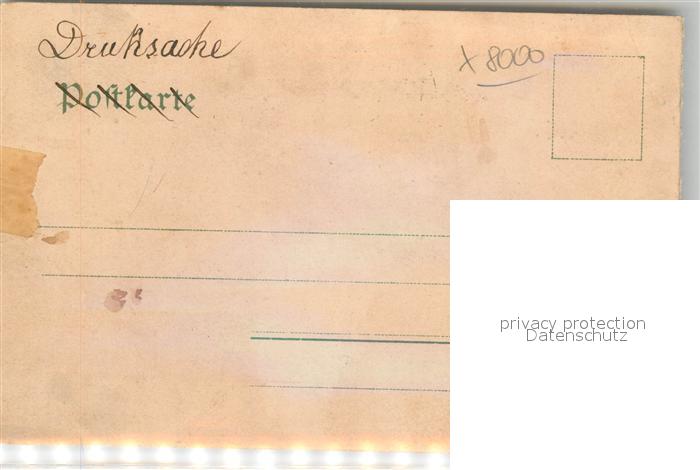 Druksache
x 8000
Postkarte
privacy protection
Datenschutz